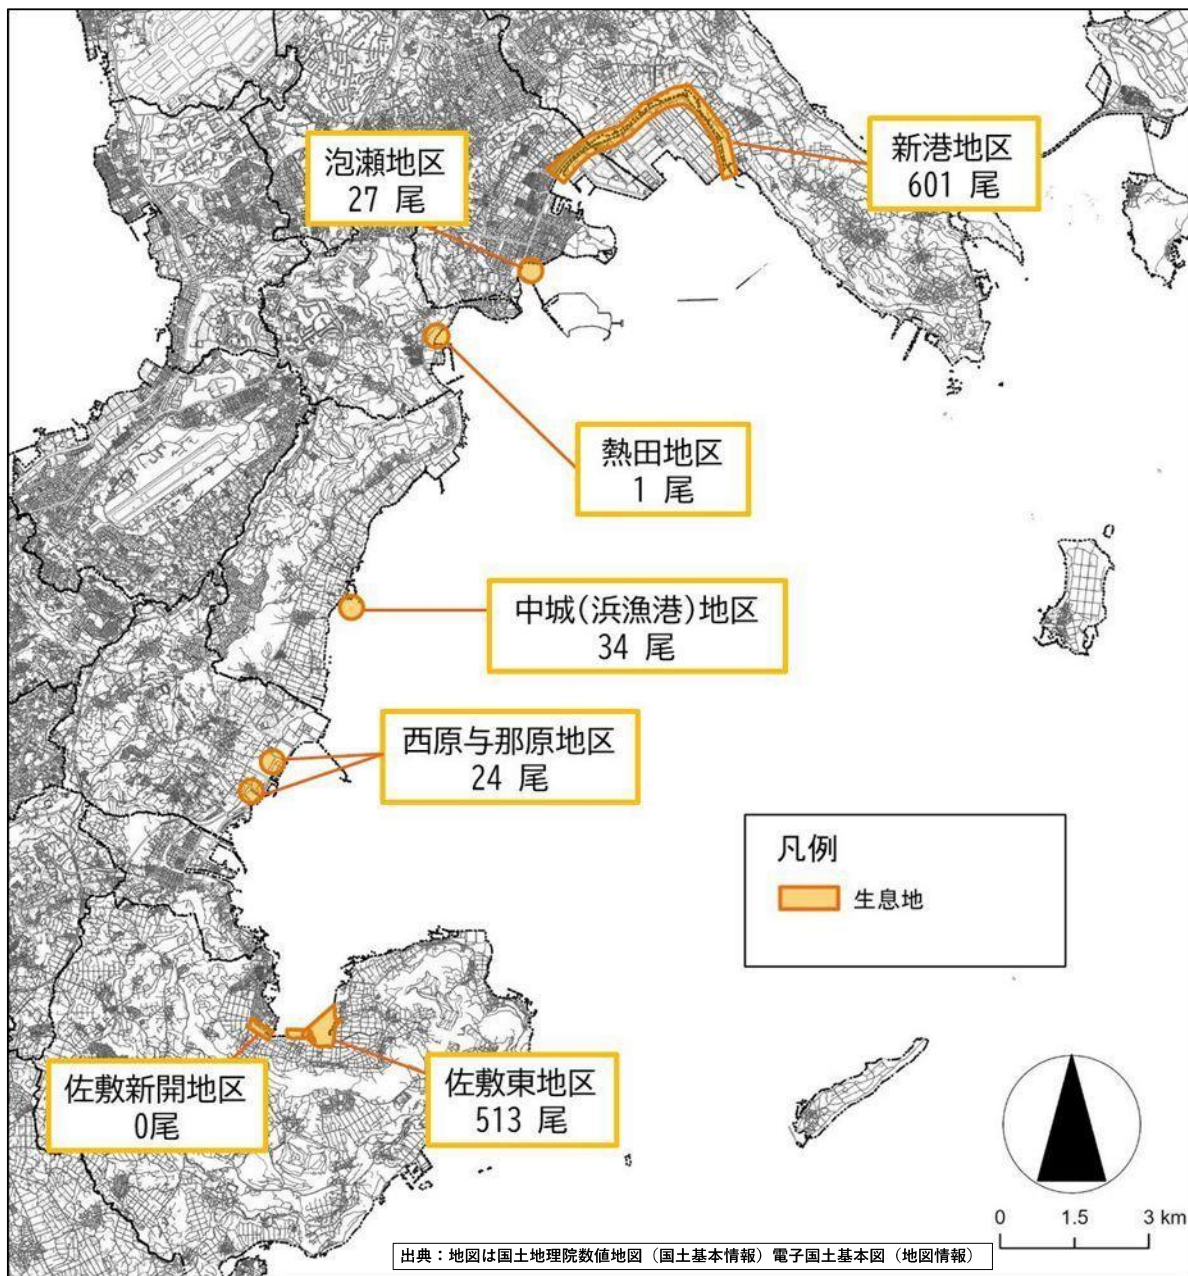 泡瀬地区
27 尾
新港地区
601 尾
熱田地区
1 尾
中城(浜漁港)地区
34 尾
西原与那原地区
24 尾
凡例
生息地
佐敷新開地区
0尾
佐敷東地区
513 尾
0 1.5 3 km
出典：地図は国土地理院数値地図（国土基本情報）電子国土基本図（地図情報）